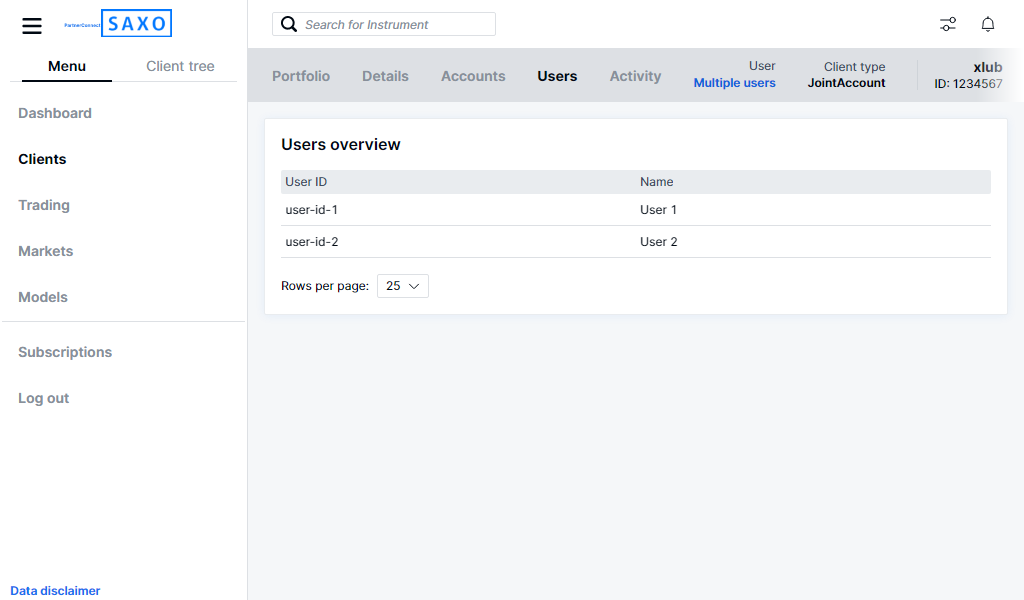 PartnerConnect SAXO
Search for Instrument
Menu
Client tree
Dashboard
Clients
Trading
Markets
Models
Subscriptions
Log out
Data disclaimer
Portfolio
Details
Accounts
Users
Activity
User
Multiple users
Client type
JointAccount
xlub
ID: 1234567
Users overview
User ID Name
user-id-1 User 1
user-id-2 User 2
Rows per page: 25